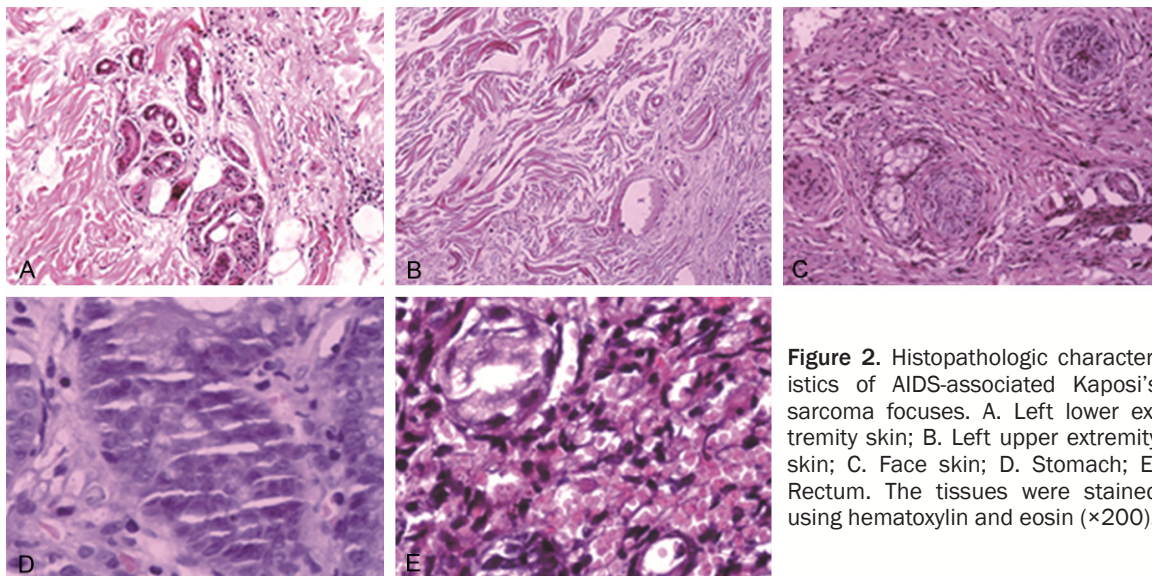 A
B
C
D
E
Figure 2. Histopathologic character
istics of AIDS-associated Kaposi's
sarcoma focuses. A. Left lower ex
tremity skin; B. Left upper extremity
skin; C. Face skin; D. Stomach; E
Rectum. The tissues were stained
using hematoxylin and eosin (×200)